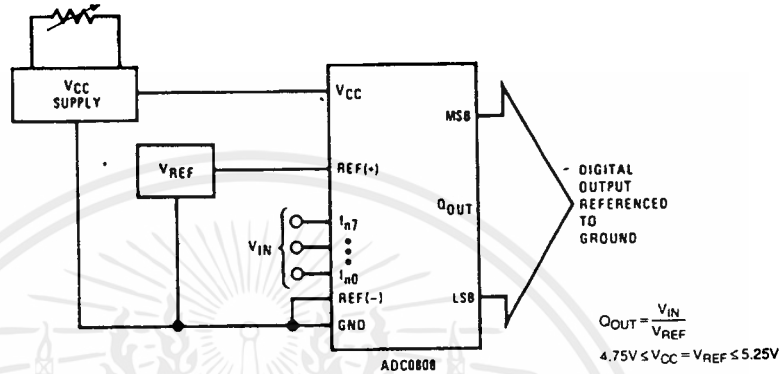 VCC
SUPPLY
VCC
MSB
VREF
REF(+)
DIGITAL
OUTPUT
REFERENCED
TO
GROUND
QOUT
VIN
In7
In0
REF(-)
LSB
GND
QOUT = VIN / VREF
4.75V ≤ VCC = VREF ≤ 5.25V
ADC0808